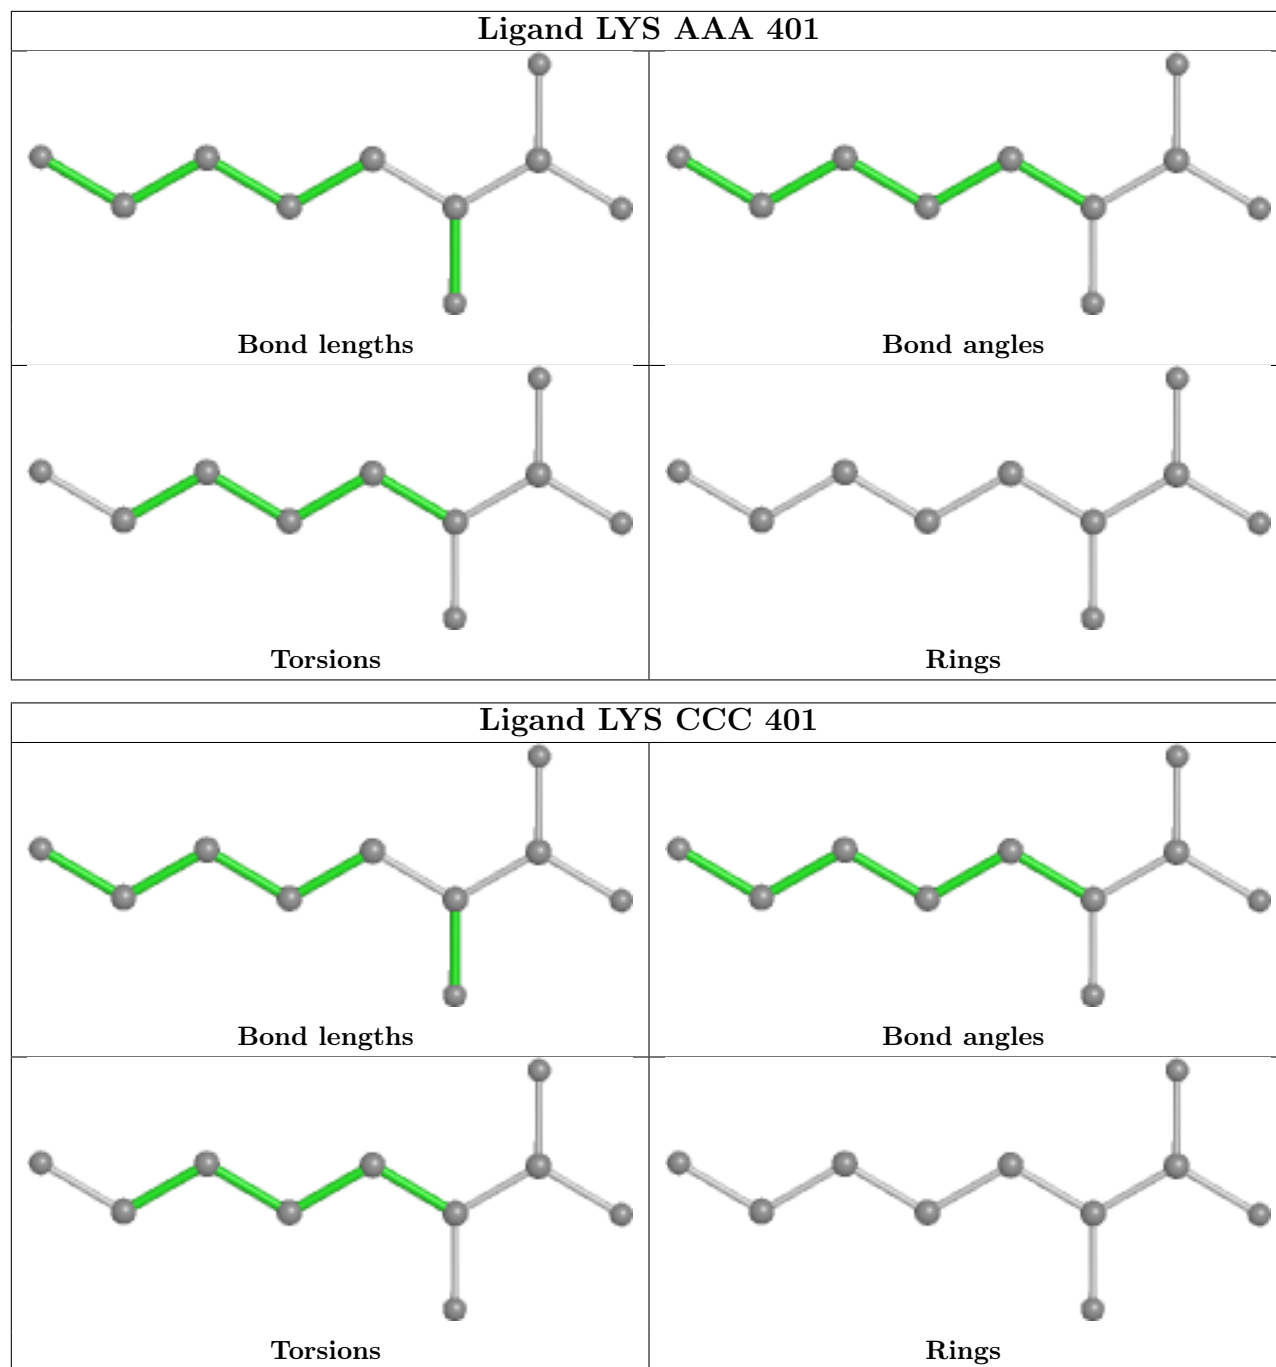 Ligand LYS AAA 401
Bond lengths
Bond angles
Torsions
Rings
Ligand LYS CCC 401
Bond lengths
Bond angles
Torsions
Rings